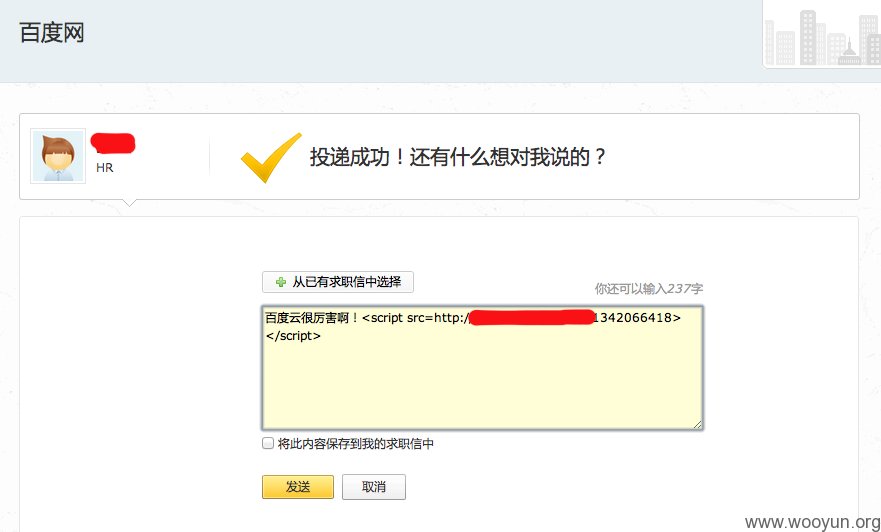 百度网
HR
投递成功！还有什么想对我说的？
从已有求职信中选择
你还可以输入237字
百度云很厉害啊！<script src=http:/
1342066418>
</script>
将此内容保存到我的求职信中
发送
取消
www.wooyun.org